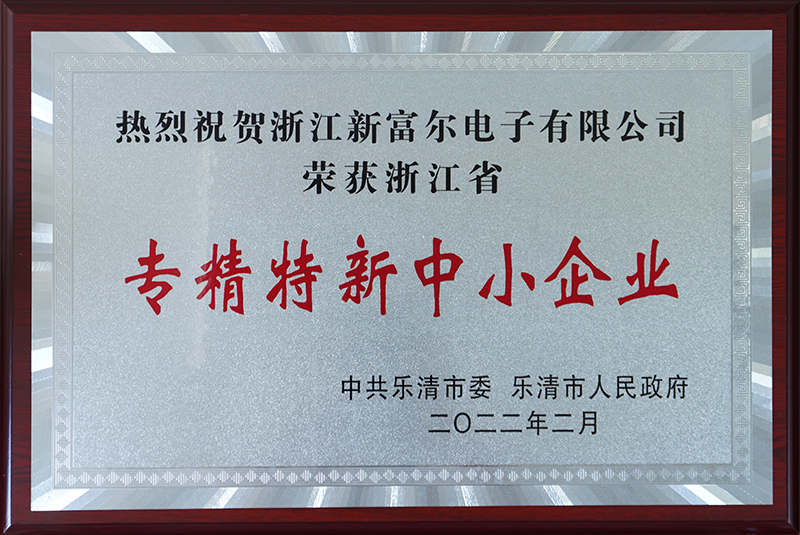 热烈祝贺浙江新富尔电子有限公司
荣获浙江省
专精特新中小企业
中共乐清市委 乐清市人民政府
二〇二二年二月